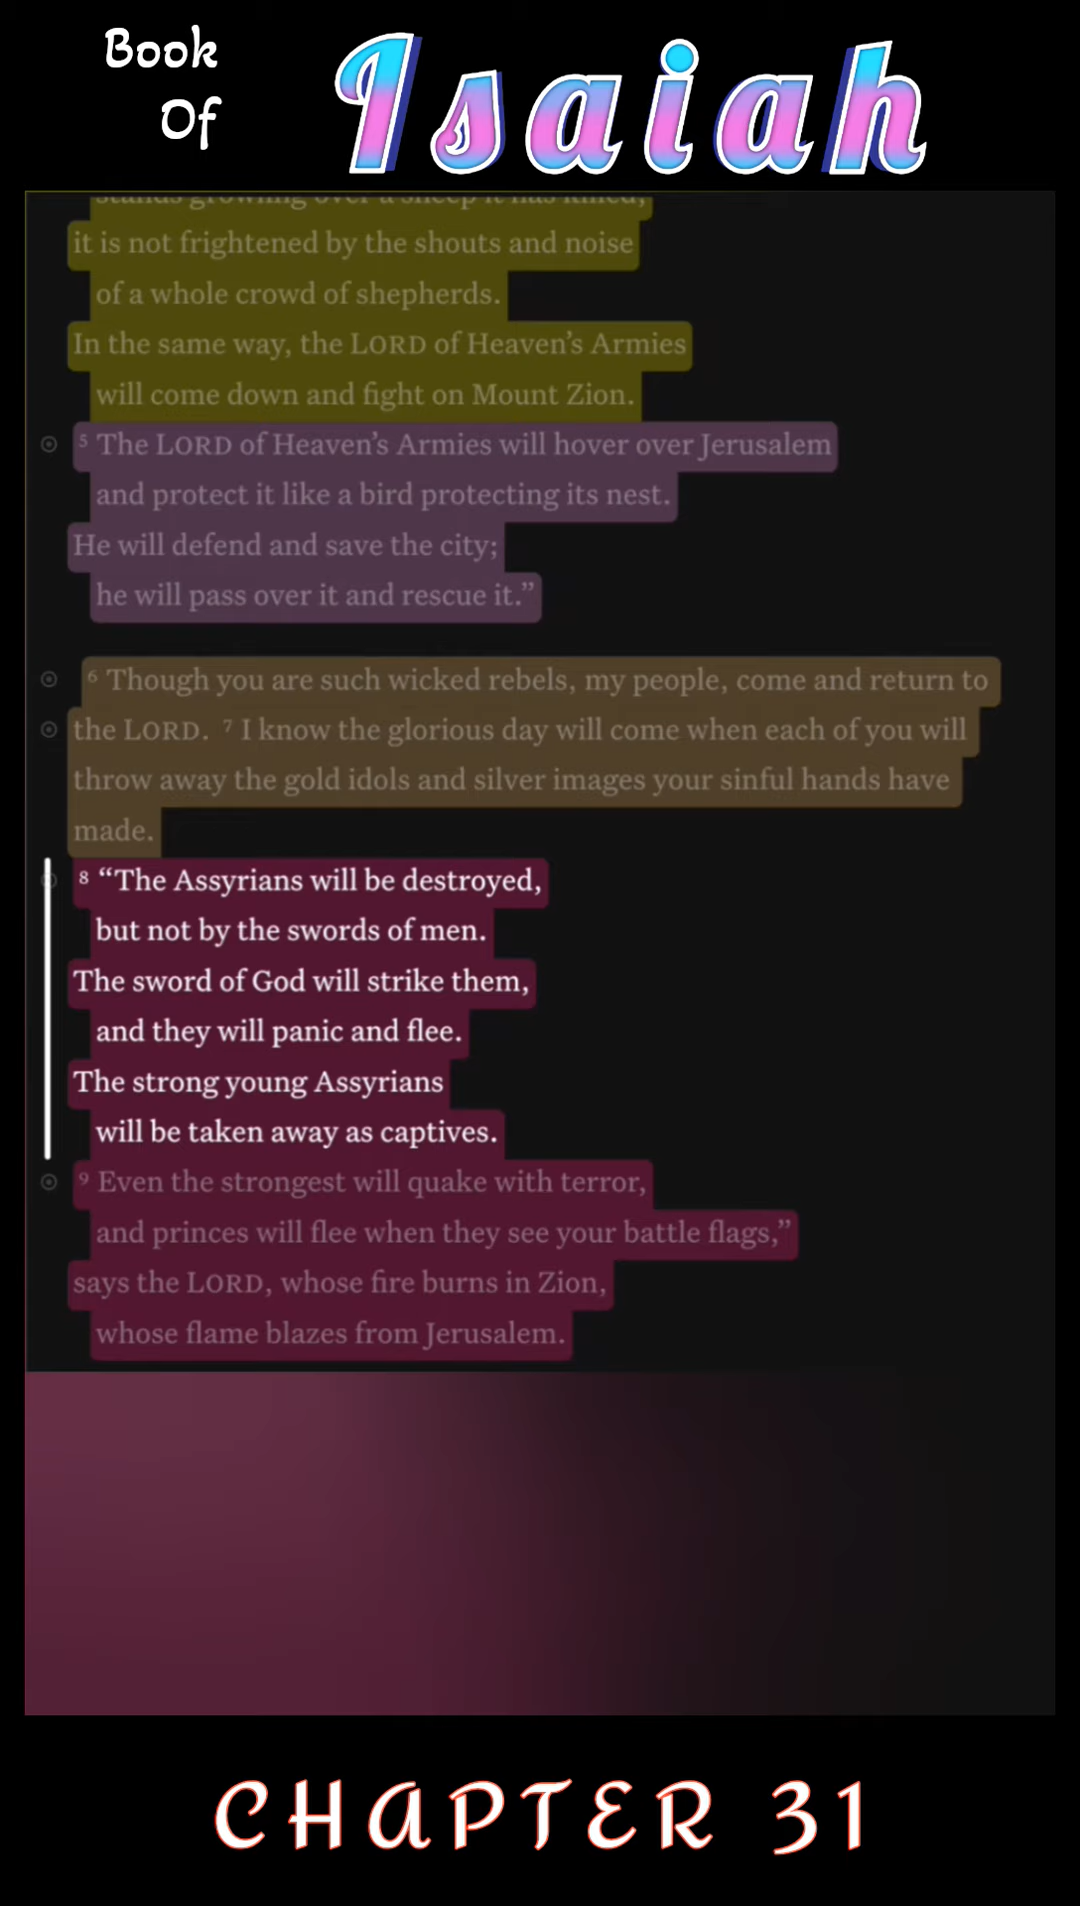 Book
Of
Isaiah
stands growling over a sheep it has killed,
it is not frightened by the shouts and noise
of a whole crowd of shepherds.
In the same way, the LORD of Heaven’s Armies
will come down and fight on Mount Zion.
5 The LORD of Heaven’s Armies will hover over Jerusalem
and protect it like a bird protecting its nest.
He will defend and save the city;
he will pass over it and rescue it.”
6 Though you are such wicked rebels, my people, come and return to
the LORD. 7 I know the glorious day will come when each of you will
throw away the gold idols and silver images your sinful hands have
made.
8 “The Assyrians will be destroyed,
but not by the swords of men.
The sword of God will strike them,
and they will panic and flee.
The strong young Assyrians
will be taken away as captives.
9 Even the strongest will quake with terror,
and princes will flee when they see your battle flags,”
says the LORD, whose fire burns in Zion,
whose flame blazes from Jerusalem.
CHAPTER 31